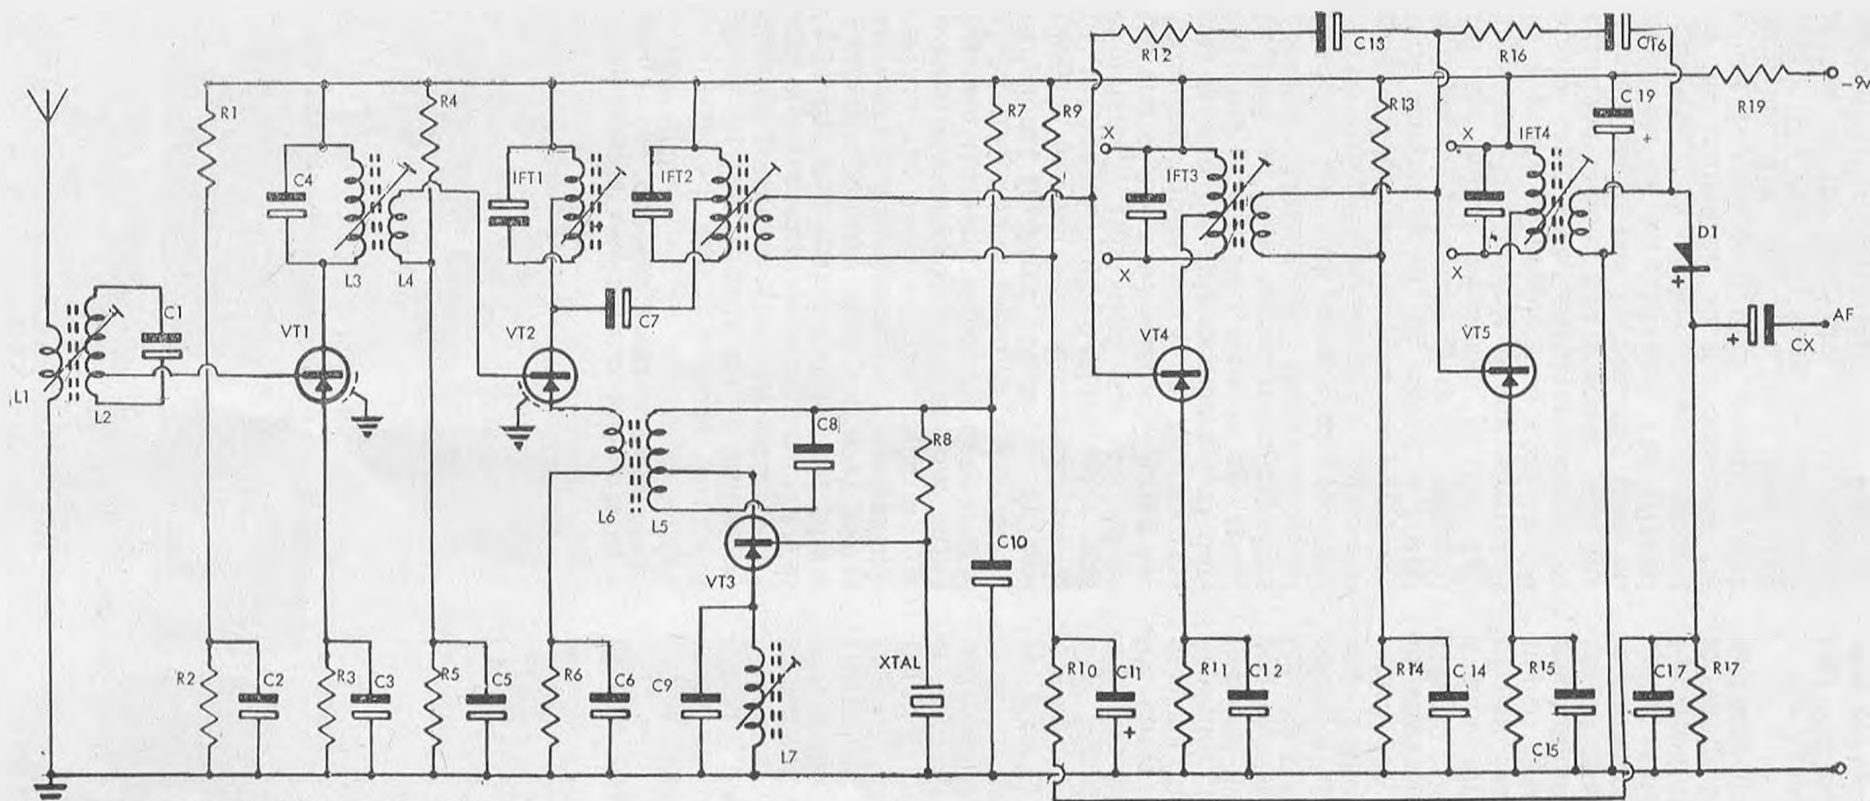 R12
C13
R16
C16
-9v
R19
R1
R4
R7
R9
R13
C19
+
X
X
IFT4
C4
IFT1
IFT2
IFT3
D1
+
L3
L4
X
X
C1
VT1
VT2
C7
VT4
VT5
AF
+
CX
L1
L2
C8
R8
L6
L5
C10
VT3
XTAL
R2
C2
R3
C3
R5
C5
R6
C6
C9
L7
R10
C11
+
R11
C12
R14
C14
R15
C15
C17
R17